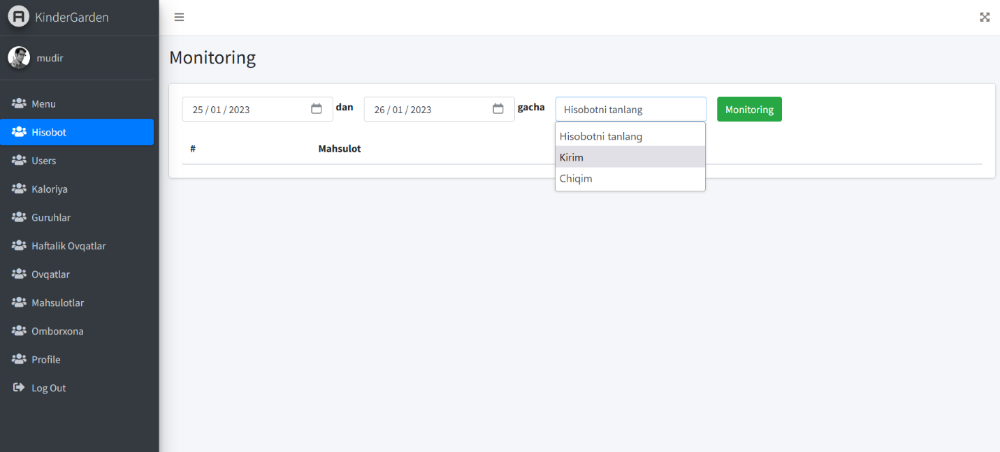 KinderGarden
mudir
Menu
Hisobot
Users
Kaloriya
Guruhlar
Haftalik Ovqatlar
Ovqatlar
Mahsulotlar
Omborxona
Profile
Log Out
Monitoring
25 / 01 / 2023 dan 26 / 01 / 2023 gacha Hisobotni tanlang Monitoring
Hisobotni tanlang
Kirim
Chiqim
# Mahsulot